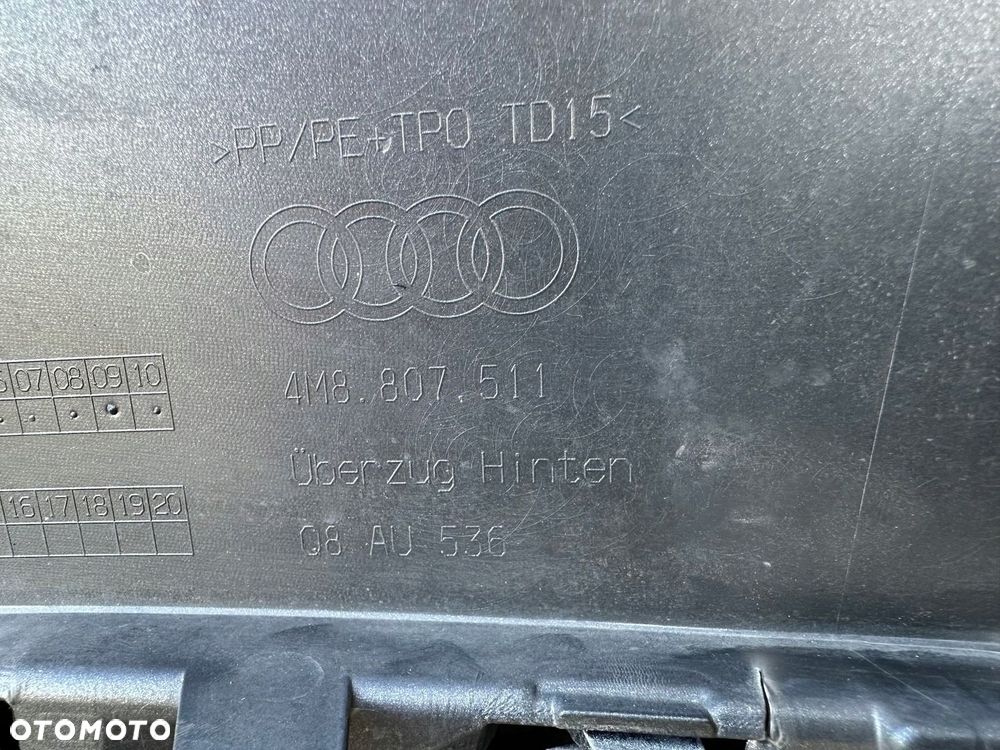 >PP/PE+TPO TD15<
07 08 09 10
4M8.807.511
Überzug Hinten
16 17 18 19 20
Q8 AU 536
OTOMOTO